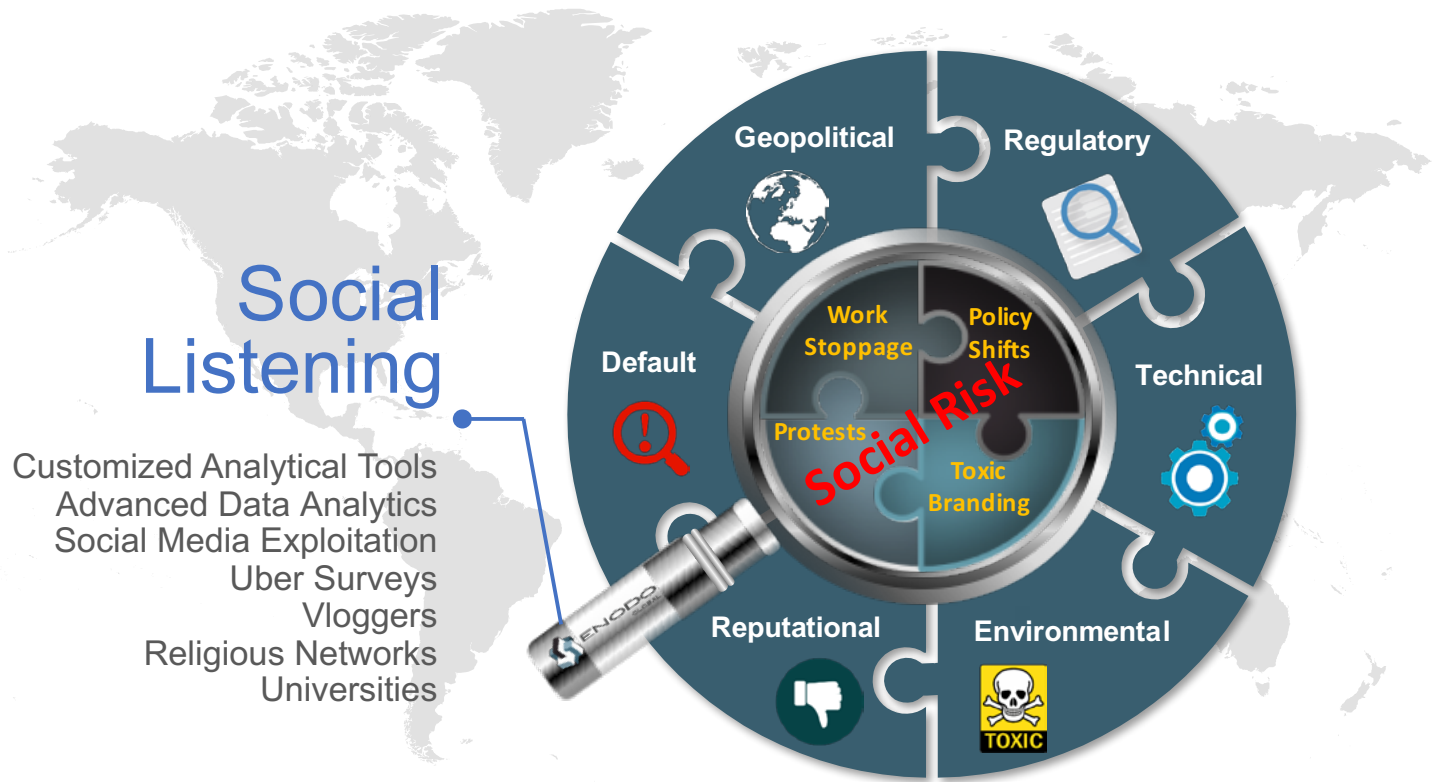 Social
Listening
Customized Analytical Tools
Advanced Data Analytics
Social Media Exploitation
Uber Surveys
Vloggers
Religious Networks
Universities
Geopolitical
Regulatory
Default
Technical
Reputational
Environmental
TOXIC
Work
Stoppage
Policy
Shifts
Protests
Toxic
Branding
Social Risk
ENODO